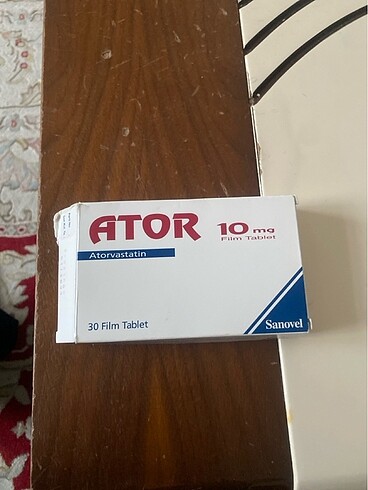 ATOR 10 mg
Film Tablet
Atorvastatin
30 Film Tablet
Sanovel